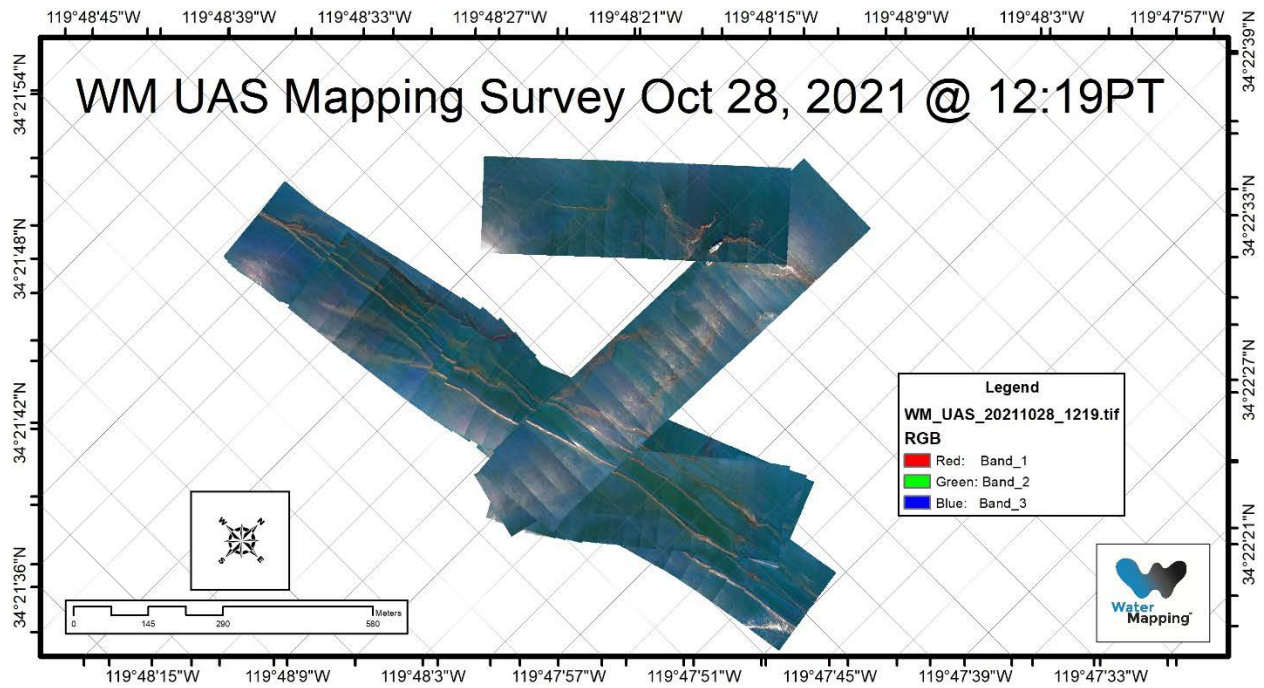 119°48'45"W 119°48'39"W 119°48'33"W 119°48'27"W 119°48'21"W 119°48'15"W 119°48'9"W 119°48'3"W 119°47'57"W
34°21'54"N
34°21'48"N
34°21'42"N
34°21'36"N
WM UAS Mapping Survey Oct 28, 2021 @ 12:19PT
34°22'39"N
34°22'33"N
34°22'27"N
34°22'21"N
Legend
WM_UAS_20211028_1219.tif
RGB
Red: Band_1
Green: Band_2
Blue: Band_3
W N
S E
Meters
0 145 290 580
Water
Mapping
119°48'15"W 119°48'9"W 119°48'3"W 119°47'57"W 119°47'51"W 119°47'45"W 119°47'39"W 119°47'33"W